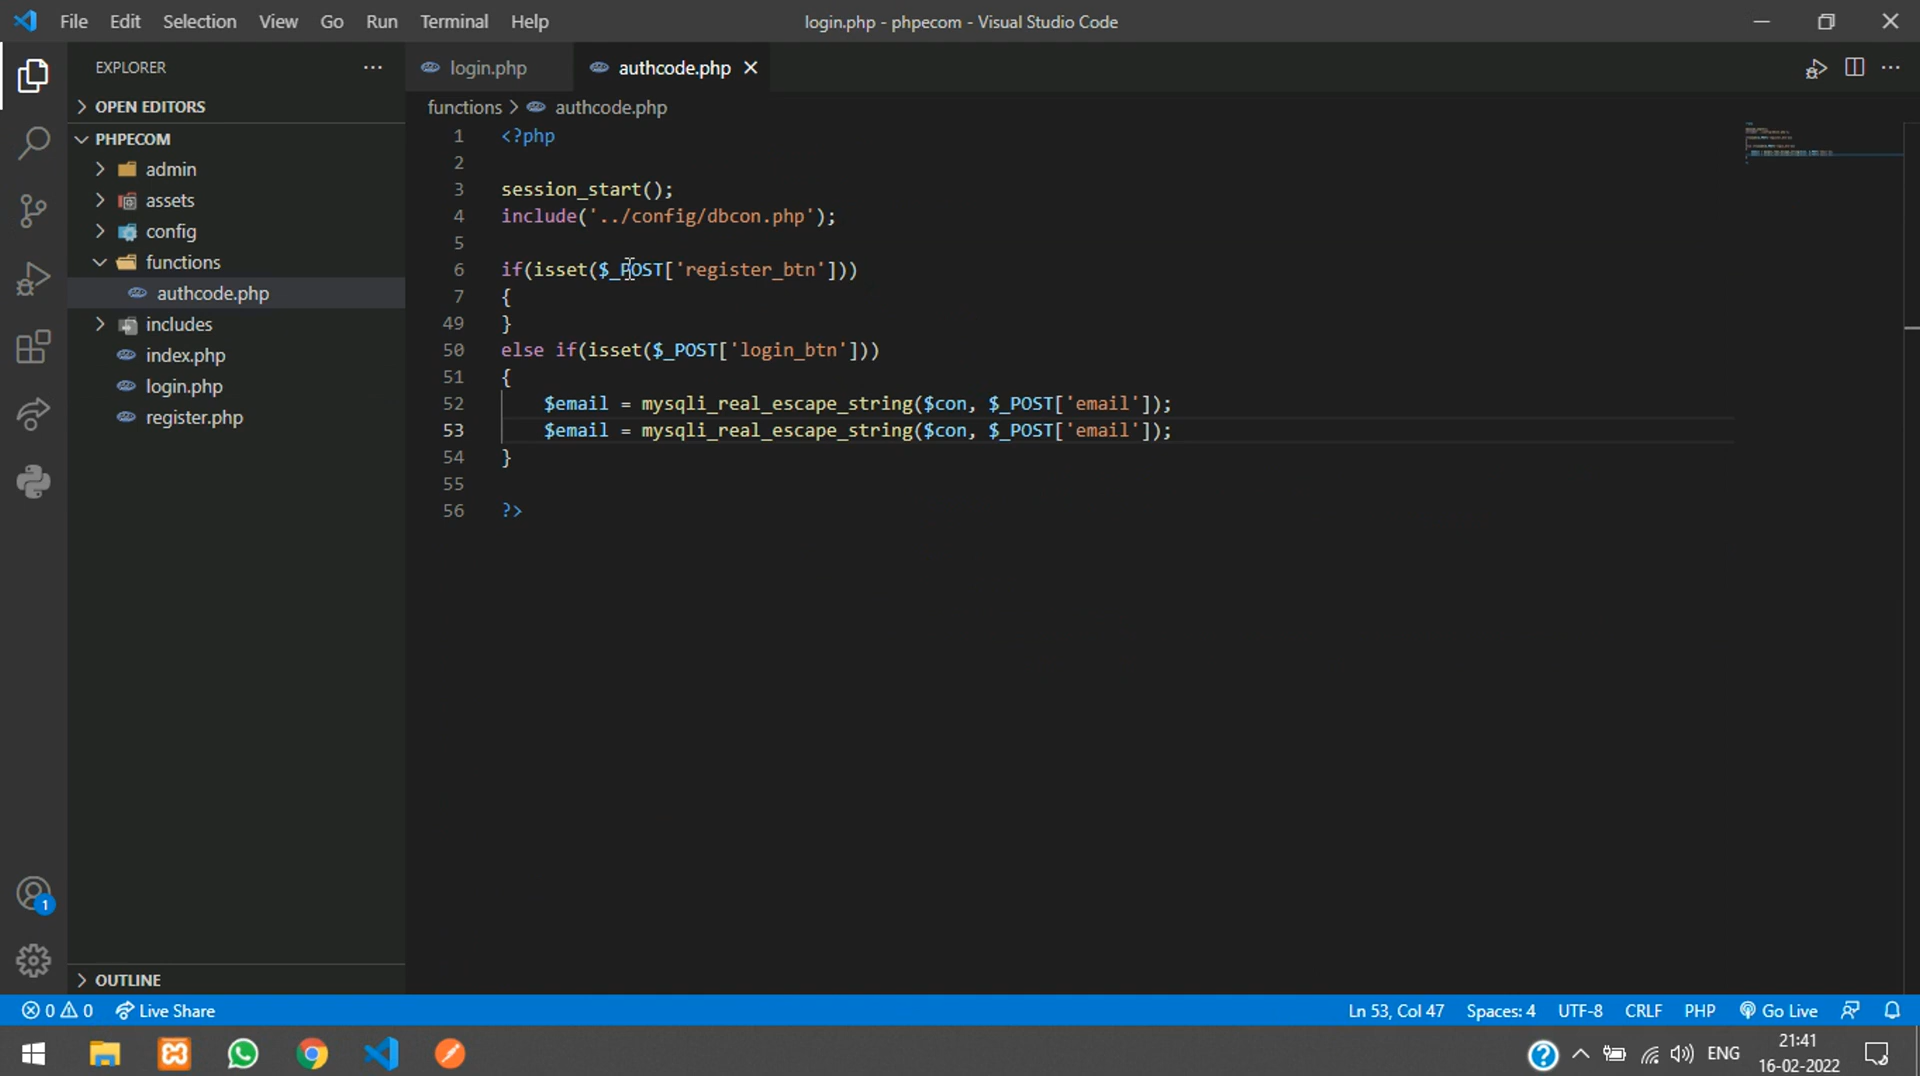 File Edit Selection View Go Run Terminal Help
login.php - phpecom - Visual Studio Code
EXPLORER
OPEN EDITORS
PHPECOM
admin
assets
config
functions
authcode.php
includes
index.php
login.php
register.php
OUTLINE
login.php authcode.php
functions > authcode.php
1 <?php
2
3 session_start();
4 include('../config/dbcon.php');
5
6 if(isset($_POST['register_btn']))
7 {
49 }
50 else if(isset($_POST['login_btn']))
51 {
52 $email = mysqli_real_escape_string($con, $_POST['email']);
53 $email = mysqli_real_escape_string($con, $_POST['email']);
54 }
55
56 ?>
1
0 0 Live Share
Ln 53, Col 47 Spaces: 4 UTF-8 CRLF PHP Go Live
ENG
21:41
16-02-2022